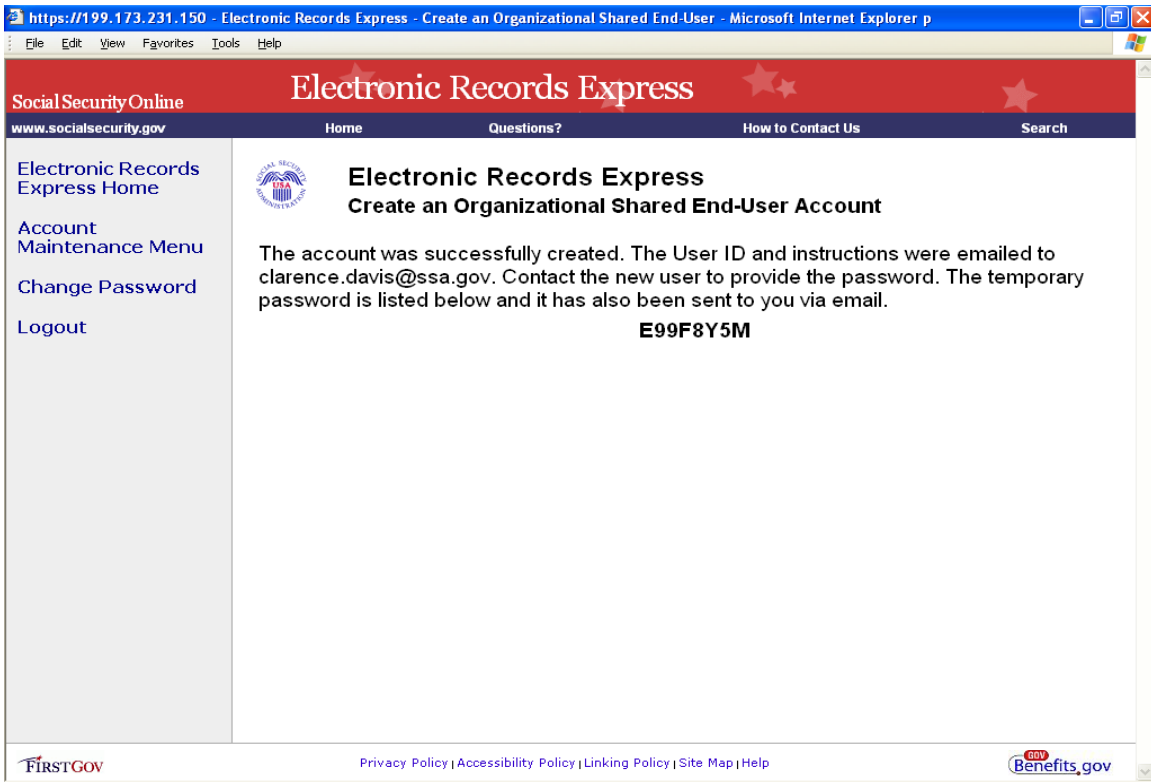 https://199.173.231.150 - Electronic Records Express - Create an Organizational Shared End-User - Microsoft Internet Explorer p
File Edit View Favorites Tools Help
Social Security Online
Electronic Records Express
www.socialsecurity.gov
Home Questions? How to Contact Us Search
Electronic Records
Express Home
Account
Maintenance Menu
Change Password
Logout
SOCIAL SECURITY ADMINISTRATION
USA
Electronic Records Express
Create an Organizational Shared End-User Account
The account was successfully created. The User ID and instructions were emailed to
clarence.davis@ssa.gov. Contact the new user to provide the password. The temporary
password is listed below and it has also been sent to you via email.
E99F8Y5M
FIRSTGOV
Privacy Policy | Accessibility Policy | Linking Policy | Site Map | Help
GOV
Benefits.gov